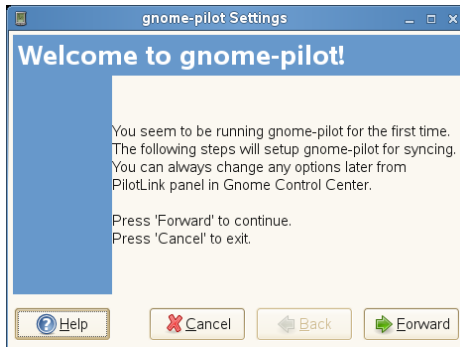 gnome-pilot Settings
Welcome to gnome-pilot!
You seem to be running gnome-pilot for the first time.
The following steps will setup gnome-pilot for syncing.
You can always change any options later from
PilotLink panel in Gnome Control Center.
Press 'Forward' to continue.
Press 'Cancel' to exit.
Help Cancel Back Forward